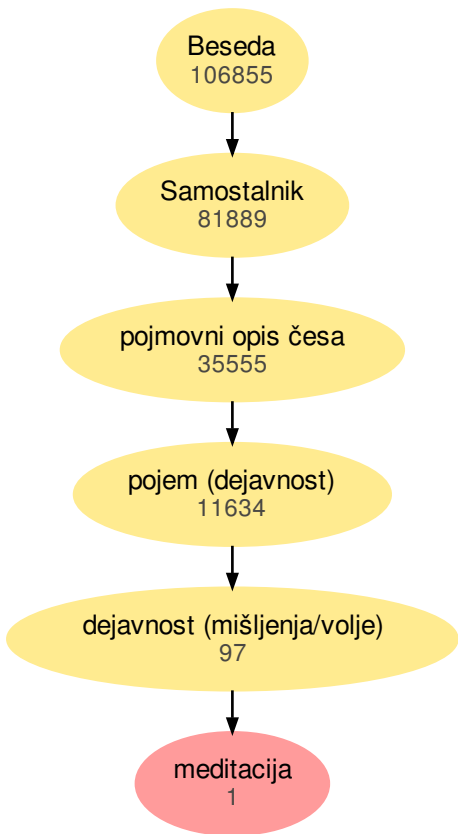 Beseda
106855
Samostalnik
81889
pojmovni opis česa
35555
pojem (dejavnost)
11634
dejavnost (mišljenja/volje)
97
meditacija
1